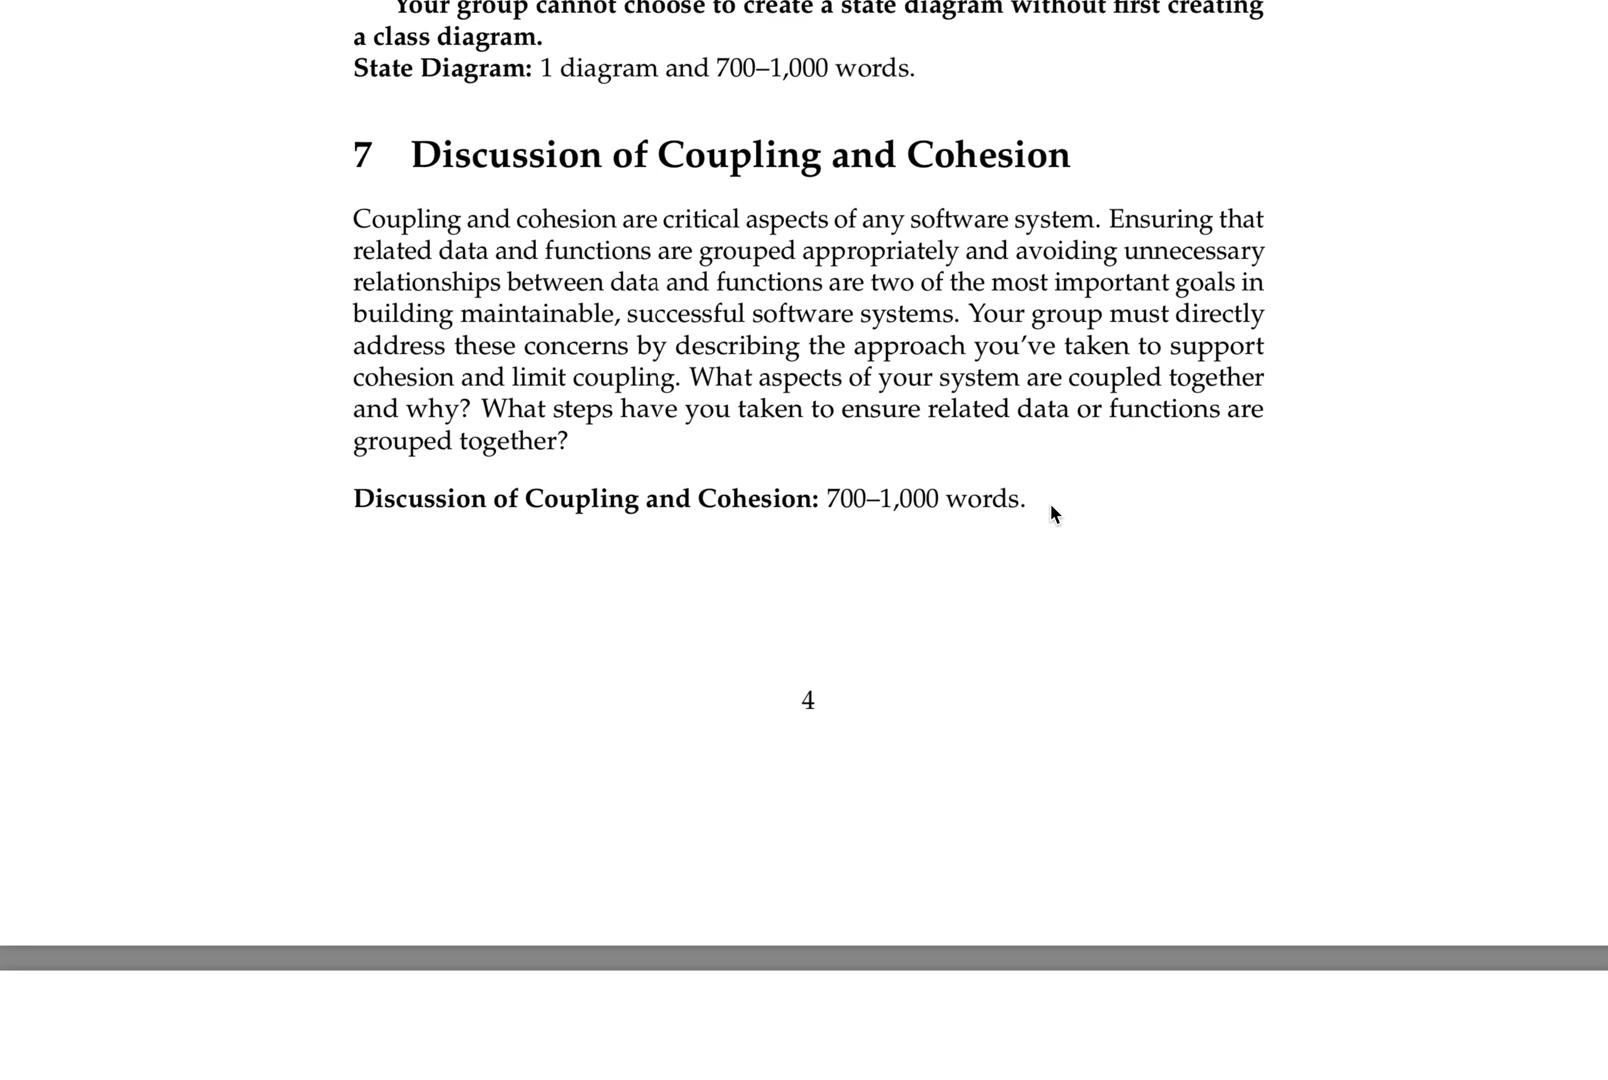 Your group cannot choose to create a state diagram without first creating
a class diagram.
State Diagram: 1 diagram and 700–1,000 words.
7 Discussion of Coupling and Cohesion
Coupling and cohesion are critical aspects of any software system. Ensuring that
related data and functions are grouped appropriately and avoiding unnecessary
relationships between data and functions are two of the most important goals in
building maintainable, successful software systems. Your group must directly
address these concerns by describing the approach you've taken to support
cohesion and limit coupling. What aspects of your system are coupled together
and why? What steps have you taken to ensure related data or functions are
grouped together?
Discussion of Coupling and Cohesion: 700–1,000 words.
4